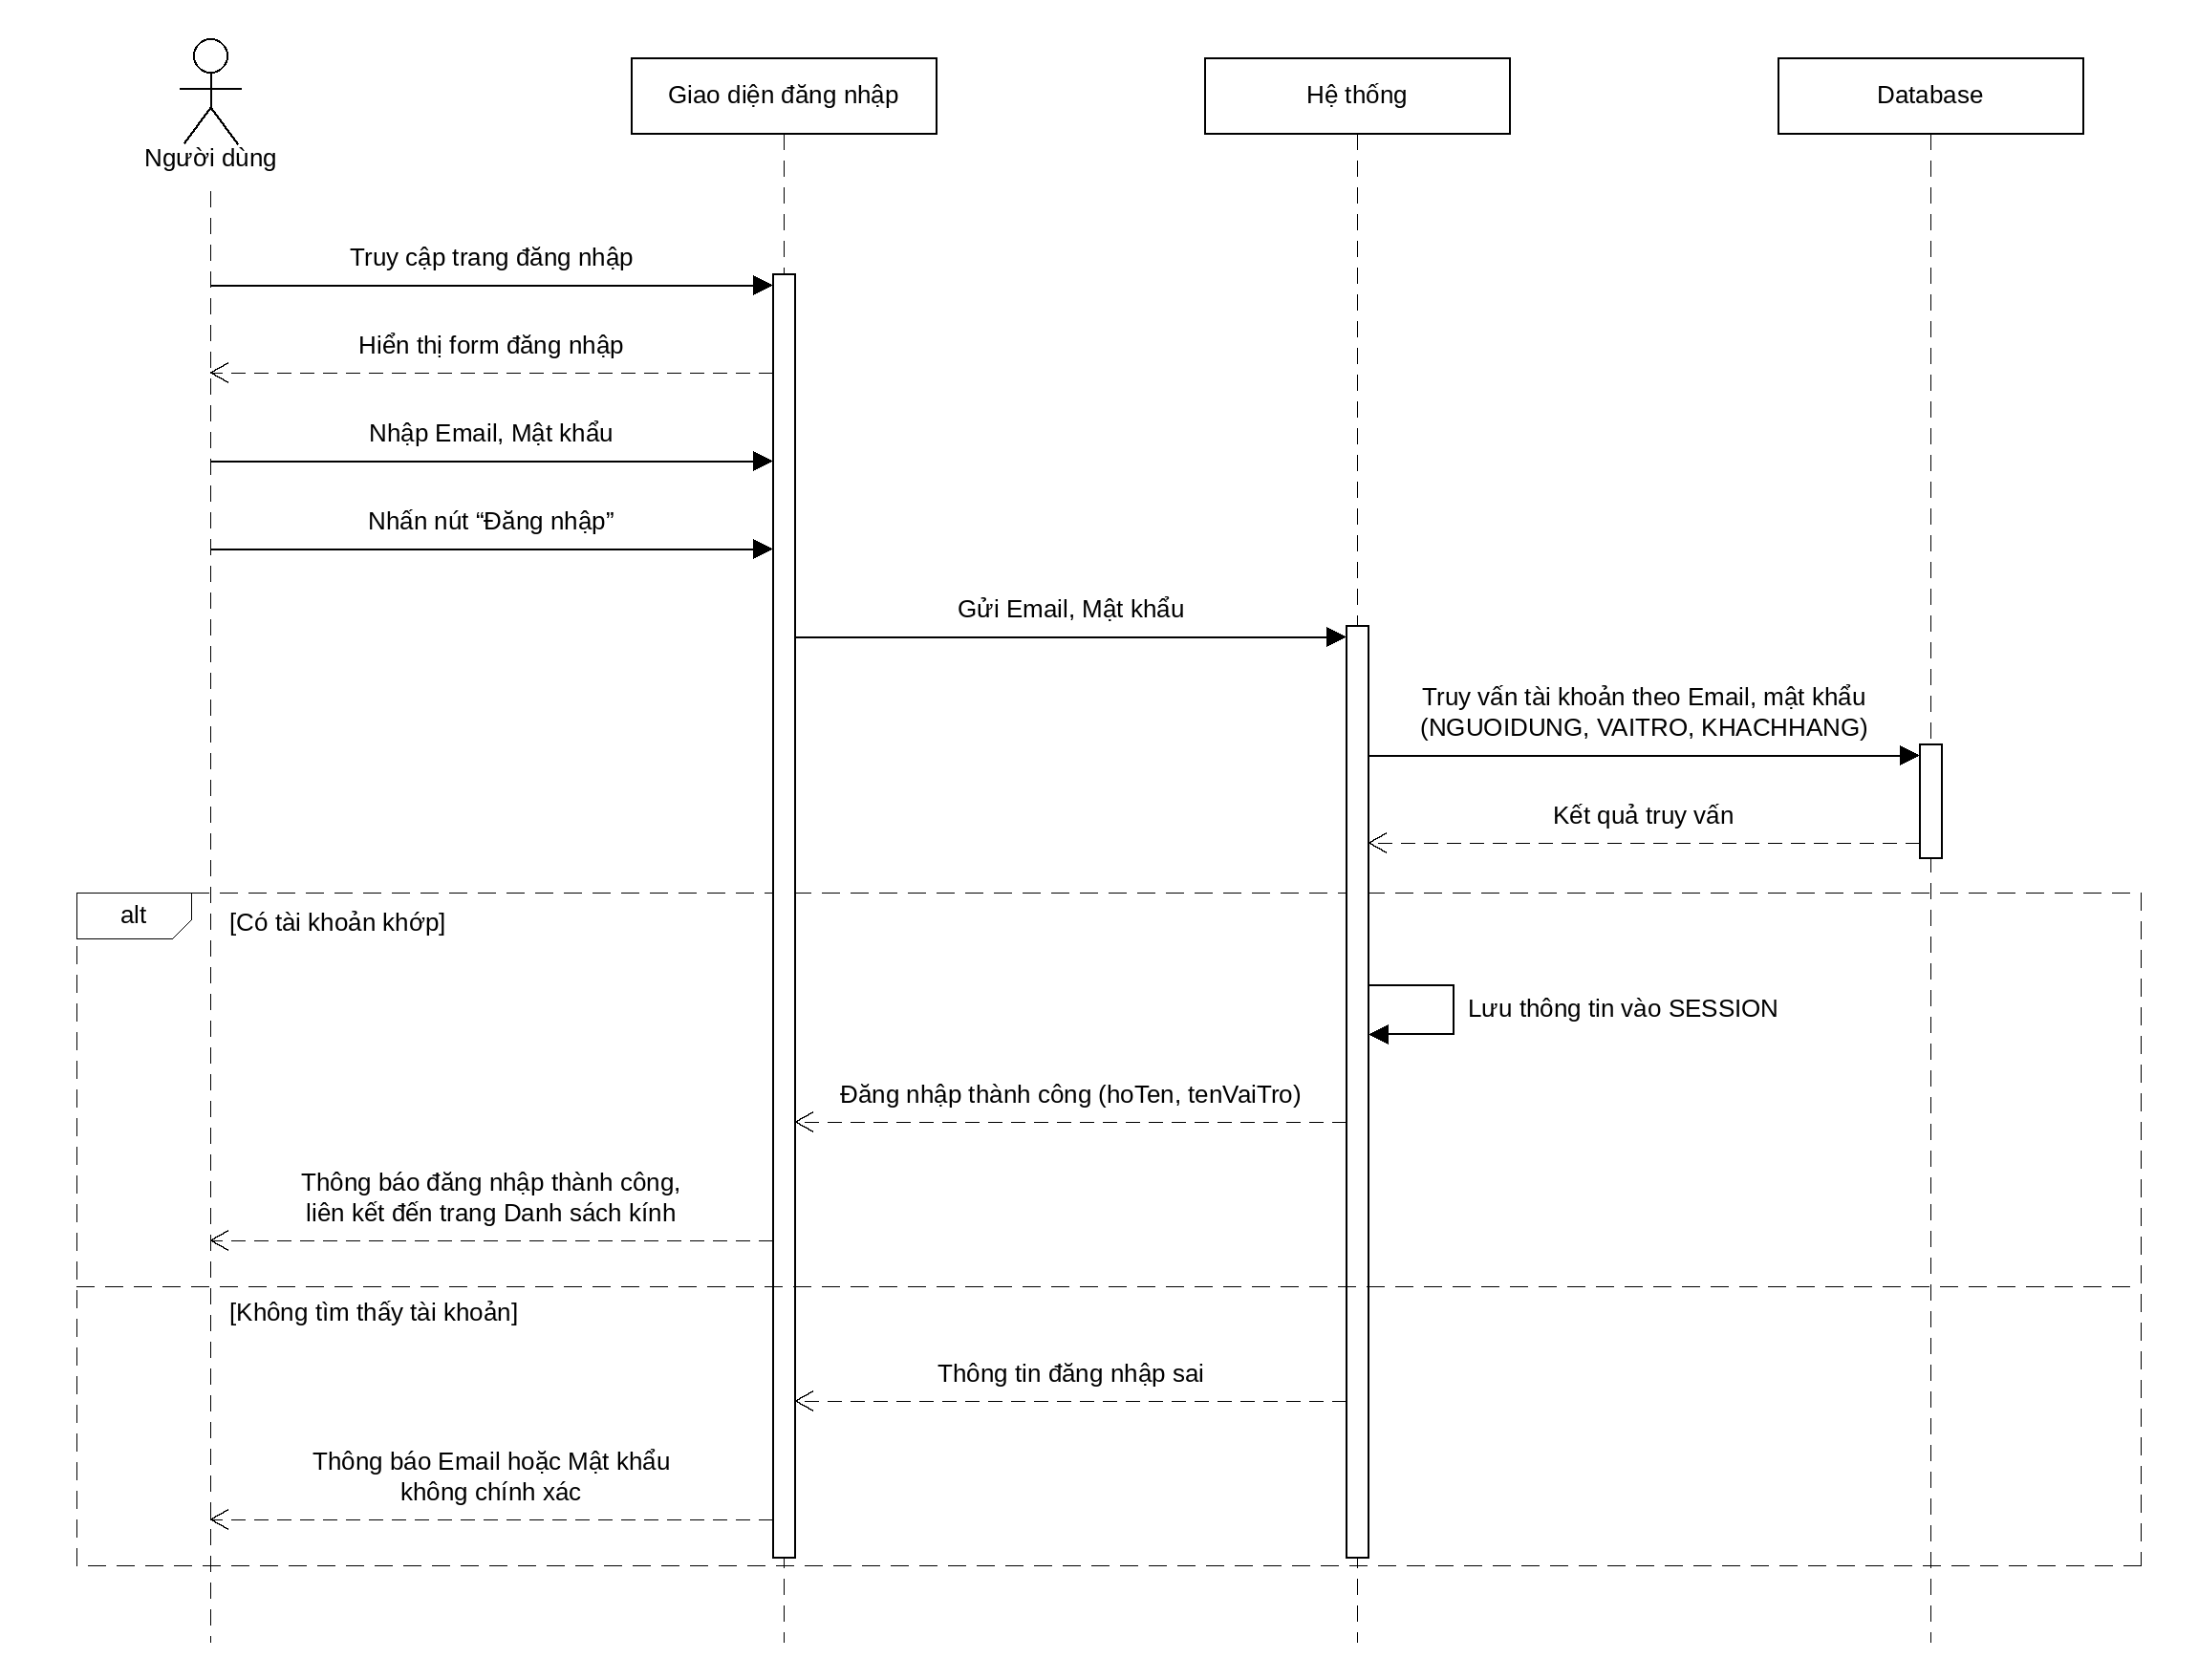 Người dùng
Giao diện đăng nhập
Hệ thống
Database
Truy cập trang đăng nhập
Hiển thị form đăng nhập
Nhập Email, Mật khẩu
Nhấn nút “Đăng nhập”
Gửi Email, Mật khẩu
Truy vấn tài khoản theo Email, mật khẩu
(NGUOIDUNG, VAITRO, KHACHHANG)
Kết quả truy vấn
alt
[Có tài khoản khớp]
Lưu thông tin vào SESSION
Đăng nhập thành công (hoTen, tenVaiTro)
Thông báo đăng nhập thành công,
liên kết đến trang Danh sách kính
[Không tìm thấy tài khoản]
Thông tin đăng nhập sai
Thông báo Email hoặc Mật khẩu
không chính xác